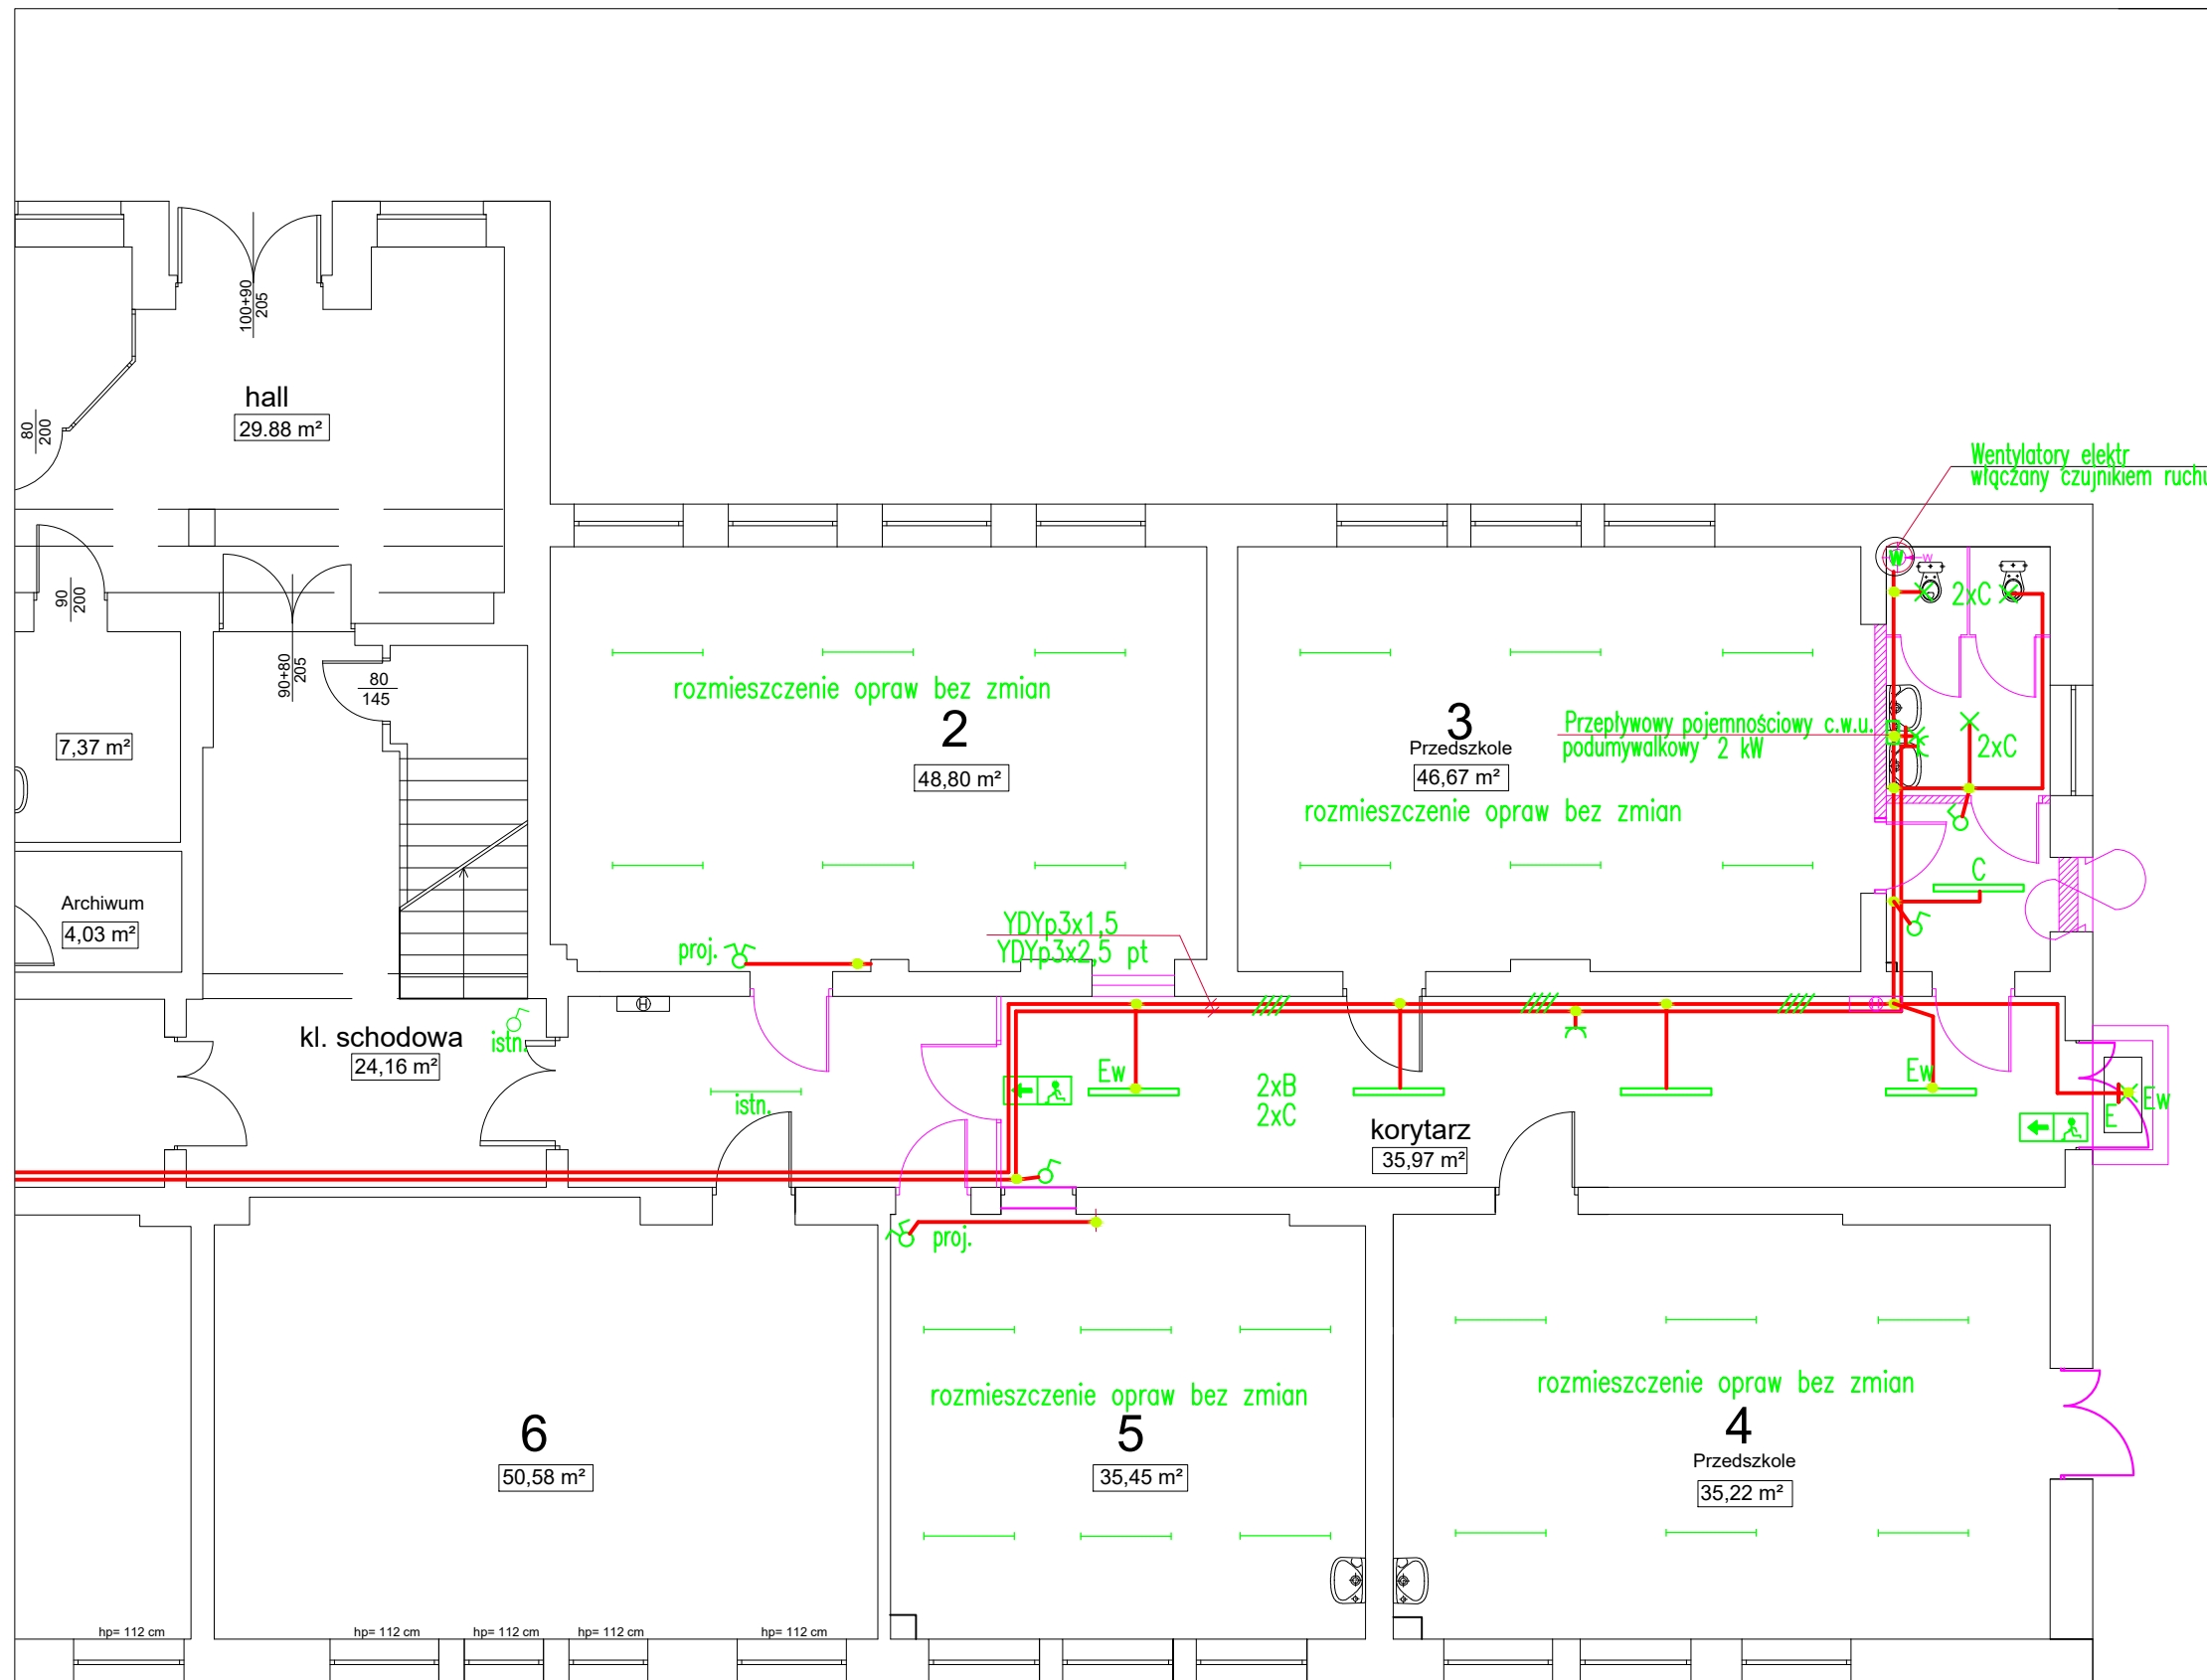 100+90
205
hall
29.88 m²
80
200
Wentylatory elektr
włączany czujnikiem ruchu
90
200
W
w
2xC
90+80
205
80
145
rozmieszczenie opraw bez zmian
2
48,80 m²
3
Przedszkole
46,67 m²
Przepływowy pojemnościowy c.w.u.
podumywalkowy 2 kW
2xC
7,37 m²
rozmieszczenie opraw bez zmian
C
Archiwum
4,03 m²
YDYp3x1,5
YDYp3x2,5 pt
proj.
H
H
kl. schodowa
24,16 m²
istn.
istn.
Ew
2xB
2xC
Ew
Ew
E
korytarz
35,97 m²
proj.
rozmieszczenie opraw bez zmian
rozmieszczenie opraw bez zmian
6
50,58 m²
5
35,45 m²
4
Przedszkole
35,22 m²
hp= 112 cm
hp= 112 cm
hp= 112 cm
hp= 112 cm
hp= 112 cm